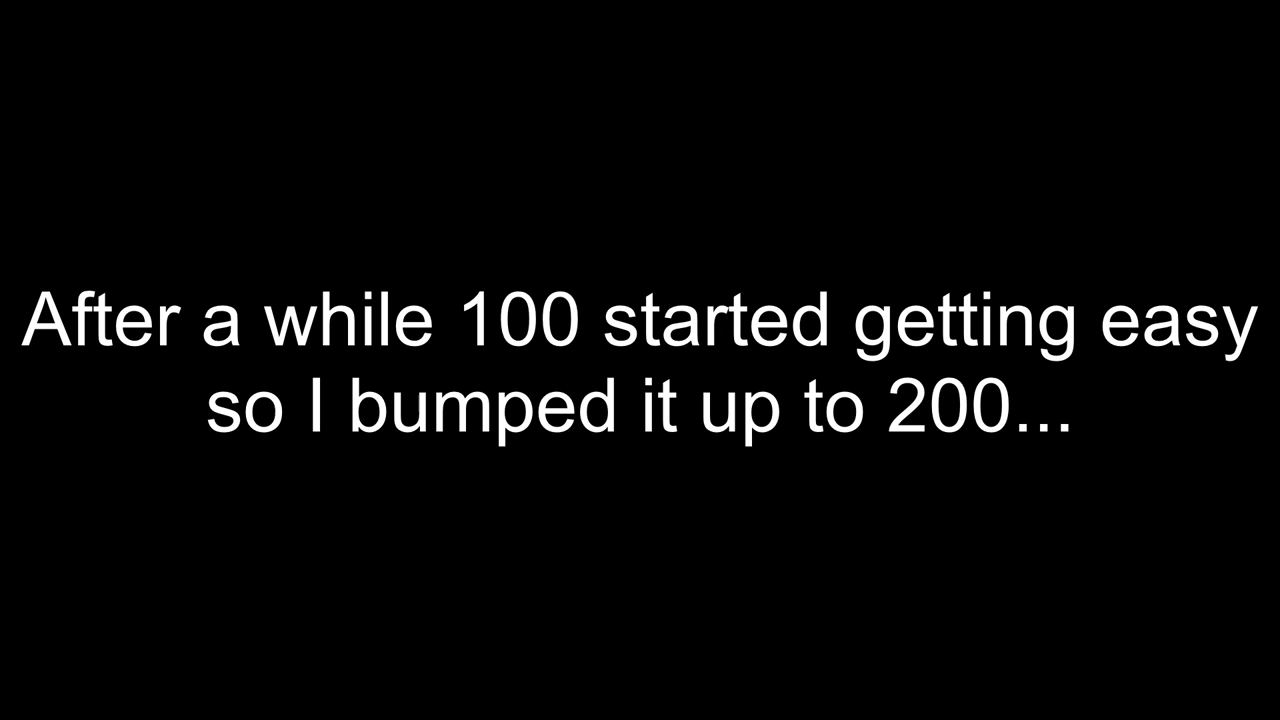 After a while 100 started getting easy
so I bumped it up to 200...